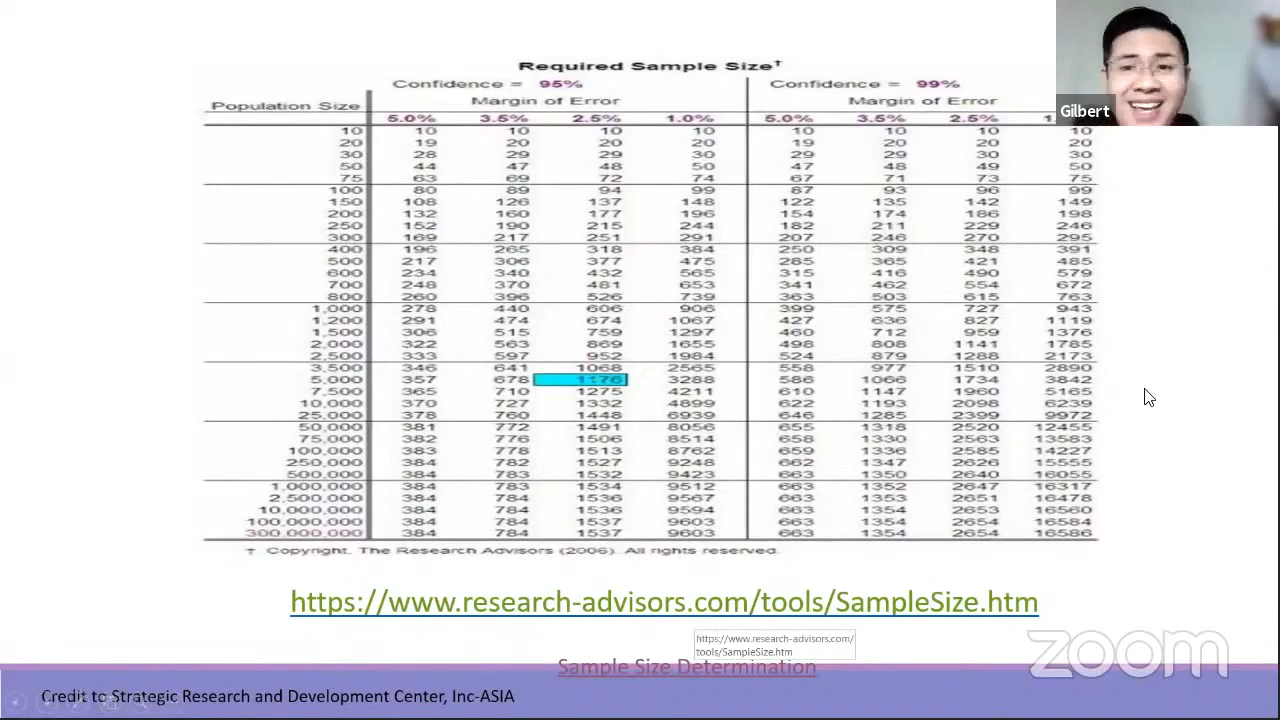 Required Sample Size†
Confidence = 95% Confidence = 99%
Population Size Margin of Error Margin of Error
5.0% 3.5% 2.5% 1.0% 5.0% 3.5% 2.5% 1.
10 10 10 10 10 10 10 10 10
20 19 20 20 20 19 20 20 20
30 28 29 29 30 29 29 30 30
50 44 47 48 50 47 48 49 50
75 63 69 72 74 67 71 73 75
100 80 89 94 99 87 93 96 99
150 108 126 137 148 122 135 142 149
200 132 160 177 196 154 174 186 198
250 152 190 215 244 182 211 229 246
300 169 217 251 291 207 246 270 295
400 196 265 318 384 250 309 348 391
500 217 306 377 475 285 365 421 485
600 234 340 432 565 315 416 490 579
700 248 370 481 653 341 462 554 672
800 260 396 526 739 363 503 615 763
1,000 278 440 606 906 399 575 727 943
1,200 291 474 674 1067 427 636 827 1119
1,500 306 515 759 1297 460 712 959 1376
2,000 322 563 869 1655 498 808 1141 1785
2,500 333 597 952 1984 524 879 1288 2173
3,500 346 641 1068 2565 558 977 1510 2890
5,000 357 678 1176 3288 586 1066 1734 3842
7,500 365 710 1275 4211 610 1147 1960 5165
10,000 370 727 1332 4899 622 1193 2098 6239
25,000 378 760 1448 6939 646 1285 2399 9972
50,000 381 772 1491 8056 655 1318 2520 12455
75,000 382 776 1506 8514 658 1330 2563 13583
100,000 383 778 1513 8762 659 1336 2585 14227
250,000 384 782 1527 9248 662 1347 2626 15555
500,000 384 783 1532 9423 663 1350 2640 16055
1,000,000 384 783 1534 9512 663 1352 2647 16317
2,500,000 384 784 1536 9567 663 1353 2651 16478
10,000,000 384 784 1536 9594 663 1354 2653 16560
100,000,000 384 784 1537 9603 663 1354 2654 16584
300,000,000 384 784 1537 9603 663 1354 2654 16586
† Copyright, The Research Advisors (2006). All rights reserved.
Gilbert
https://www.research-advisors.com/tools/SampleSize.htm
https://www.research-advisors.com/
tools/SampleSize.htm
Sample Size Determination
zoom
Credit to Strategic Research and Development Center, Inc-ASIA